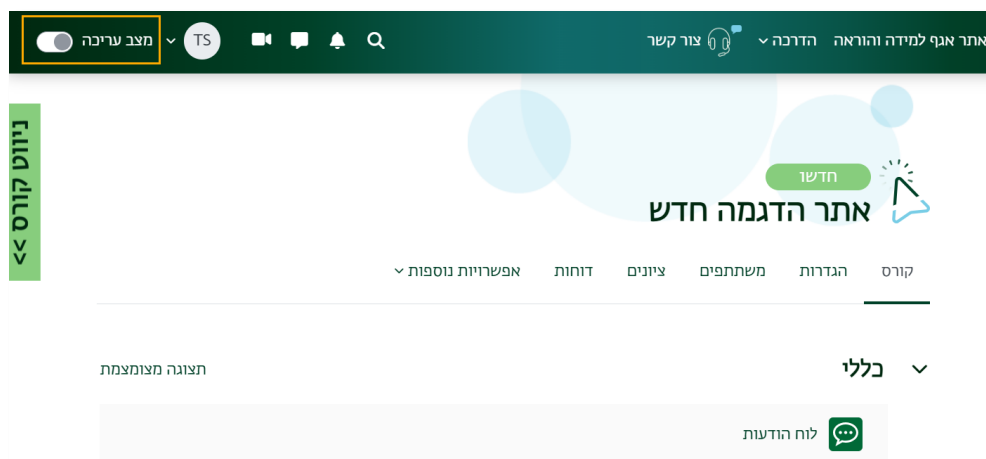 אתר אגף למידה והוראה הדרכה צור קשר TS מצב עריכה
ניווט קורס >>
חדש!
אתר הדגמה חדש
קורס הגדרות משתתפים ציונים דוחות אפשרויות נוספות
כללי תצוגה מצומצמת
לוח הודעות